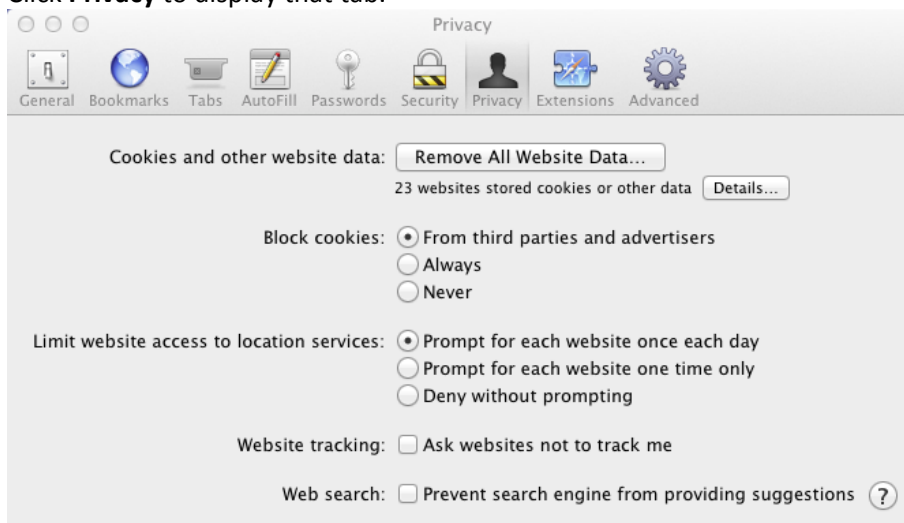 Click Privacy to display that tab.
Privacy
General Bookmarks Tabs AutoFill Passwords Security Privacy Extensions Advanced
Cookies and other website data: Remove All Website Data...
23 websites stored cookies or other data Details...
Block cookies: From third parties and advertisers
Always
Never
Limit website access to location services: Prompt for each website once each day
Prompt for each website one time only
Deny without prompting
Website tracking: Ask websites not to track me
Web search: Prevent search engine from providing suggestions ?